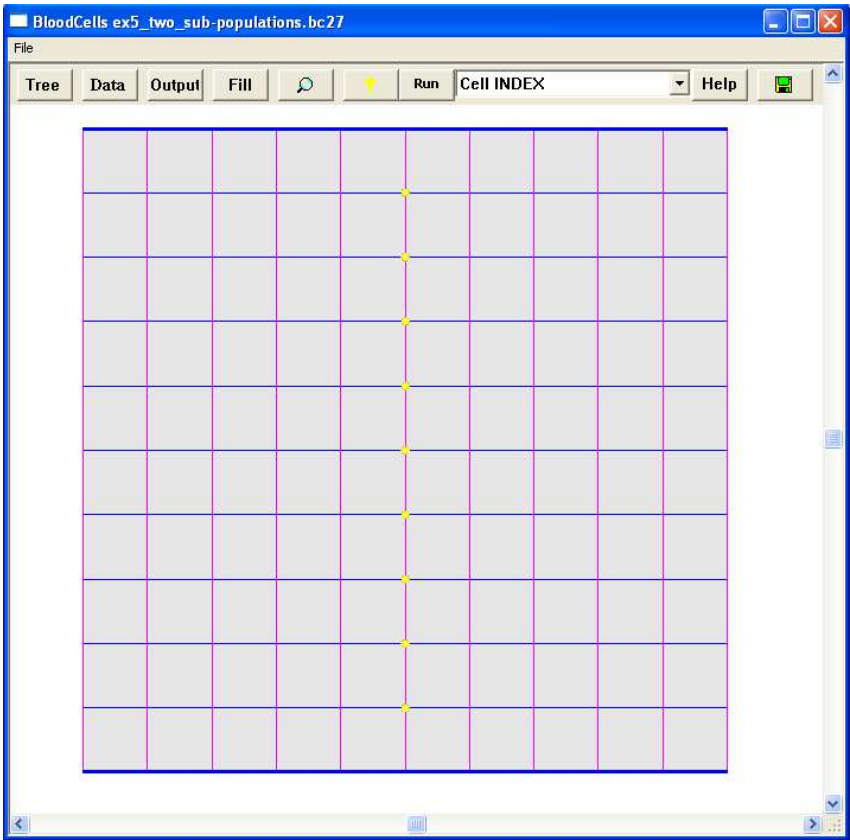 BloodCells ex5_two_sub-populations.bc27
File
Tree Data Output Fill Run Cell INDEX Help